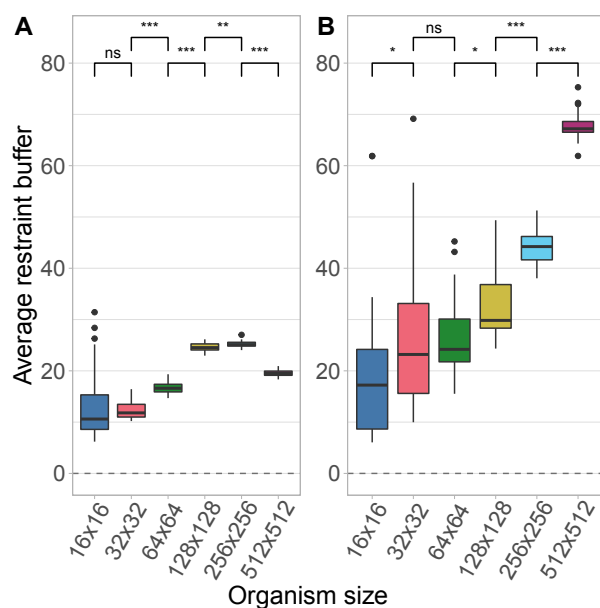 A
B
*** **
ns *** ***
ns ***
* * ***
Average restraint buffer
80
60
40
20
0
80
60
40
20
0
16x16
32x32
64x64
128x128
256x256
512x512
16x16
32x32
64x64
128x128
256x256
512x512
Organism size